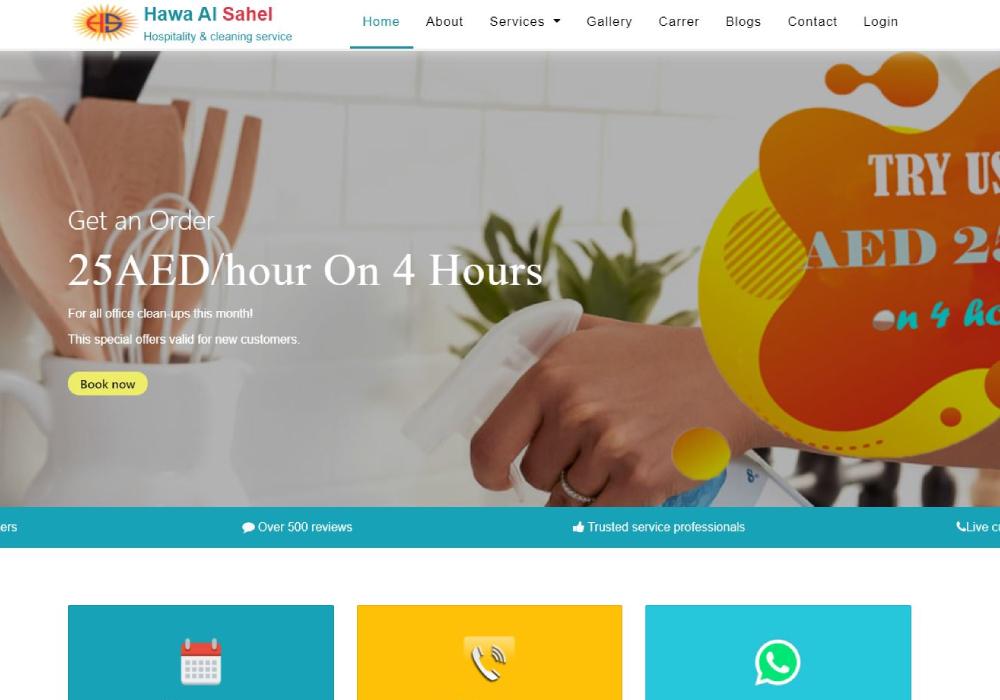 Hawa Al Sahel
Hospitality & cleaning service
Home About Services Gallery Carrer Blogs Contact Login
TRY US
AED 25
on 4 ho
Get an Order
25AED/hour On 4 Hours
For all office clean-ups this month!
This special offers valid for new customers.
Book now
ers Over 500 reviews Trusted service professionals Live cu